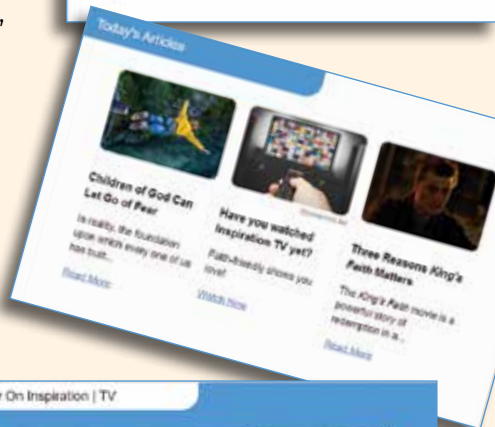 Today's Articles
Children of God Can
Let Go of Fear
In reality, the foundation
upon which every one of us
has built...
Read More
Have you watched
Inspiration TV yet?
Faith-friendly shows you
love!
Watch Now
Three Reasons King's
Faith Matters
The King's Faith movie is a
powerful story of
redemption in a...
Read More
On Inspiration | TV